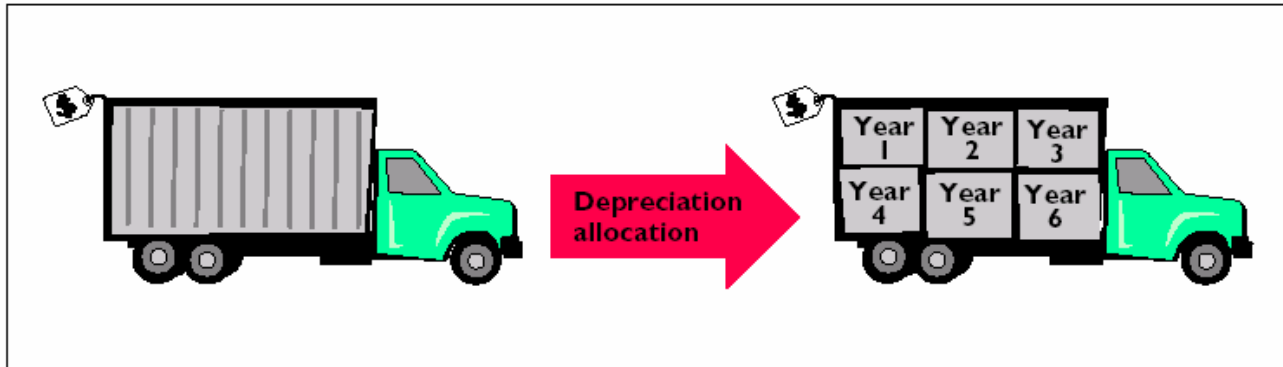 $
$
Year
1
Year
2
Year
3
Depreciation
allocation
Year
4
Year
5
Year
6